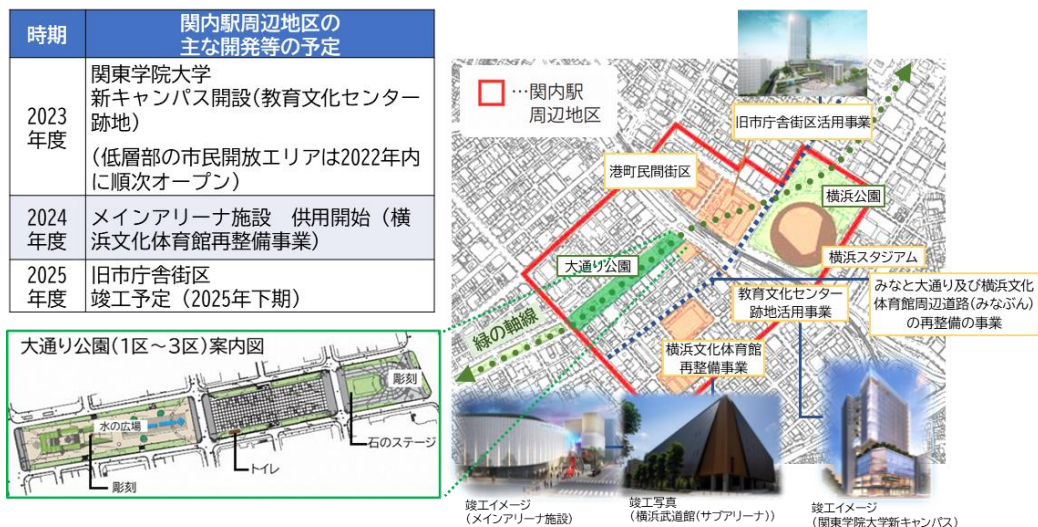 時期
関内駅周辺地区の
主な開発等の予定
2023
年度
関東学院大学
新キャンパス開設(教育文化センター
跡地)
(低層部の市民開放エリアは2022年内
に順次オープン)
2024
年度
メインアリーナ施設　供用開始（横
浜文化体育館再整備事業）
2025
年度
旧市庁舎街区
竣工予定（2025年下期）
大通り公園(1区～3区)案内図
彫刻
水の広場
石のステージ
トイレ
彫刻
…関内駅
周辺地区
旧市庁舎街区活用事業
港町民間街区
横浜公園
大通り公園
横浜スタジアム
緑の軸線
教育文化センター
跡地活用事業
みなと大通り及び横浜文化
体育館周辺道路(みなぶん)
の再整備の事業
横浜文化体育館
再整備事業
竣工イメージ
（メインアリーナ施設）
竣工写真
（横浜武道館(サブアリーナ)）
竣工イメージ
（関東学院大学新キャンパス）